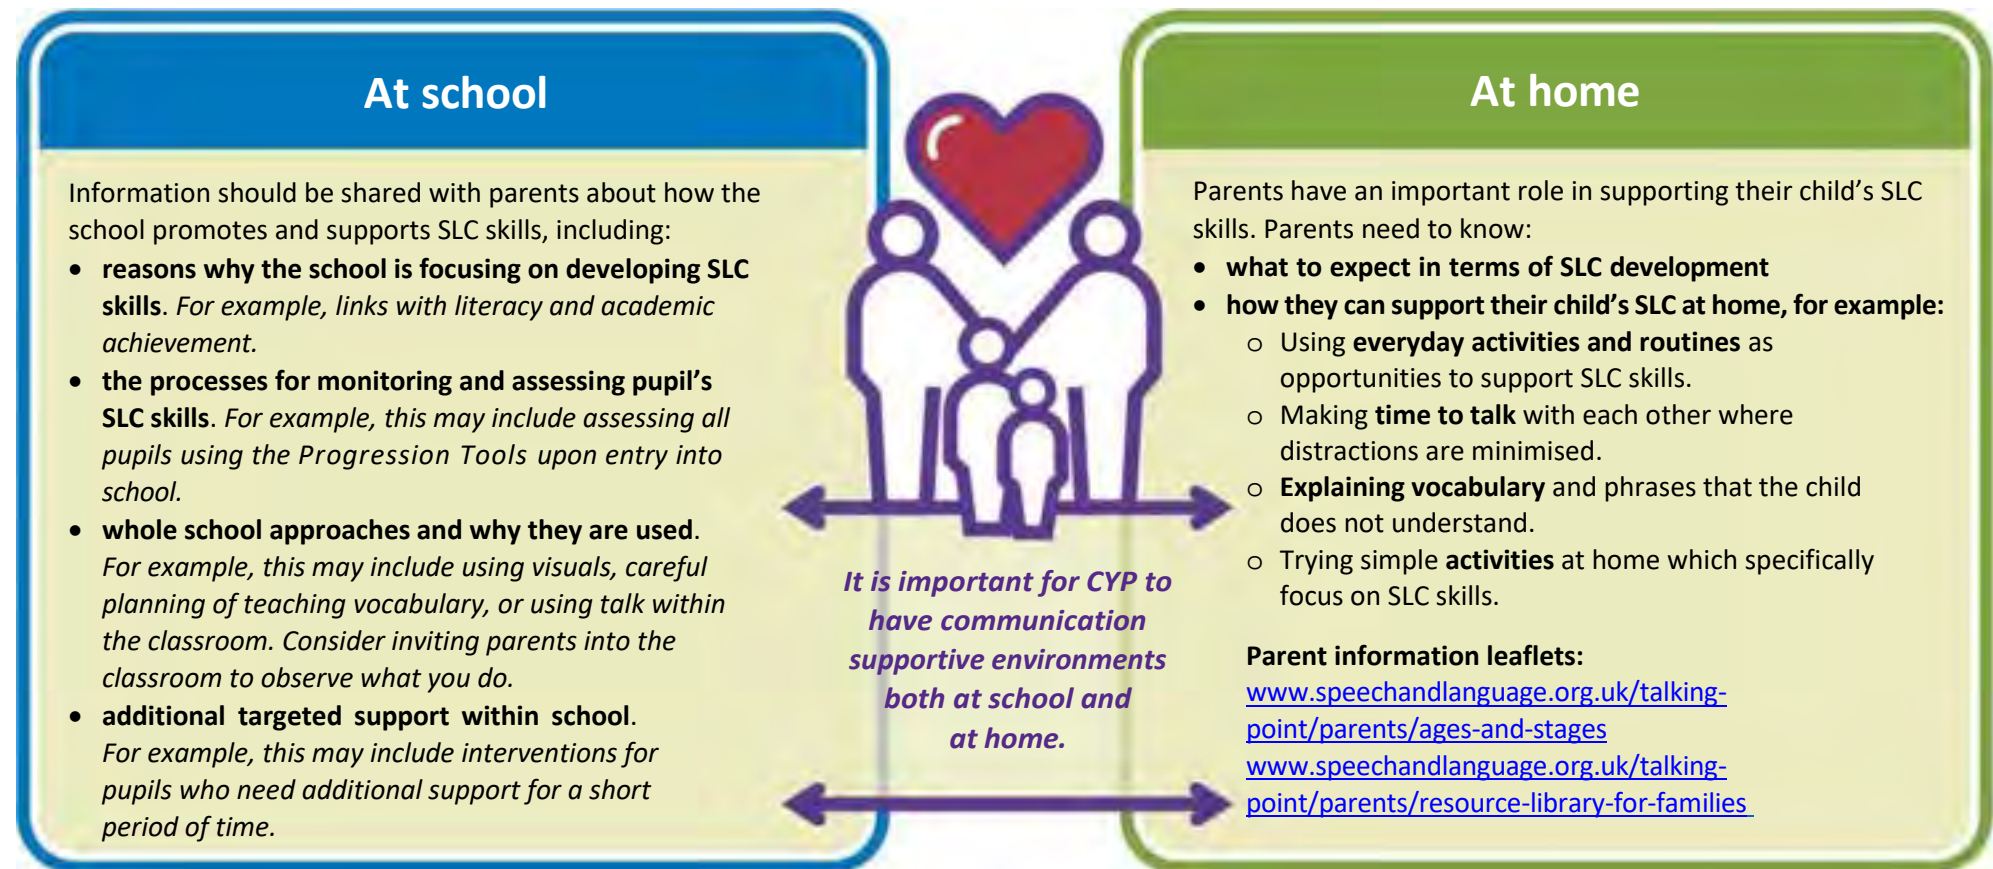 At school
Information should be shared with parents about how the
school promotes and supports SLC skills, including:
• reasons why the school is focusing on developing SLC
skills. For example, links with literacy and academic
achievement.
• the processes for monitoring and assessing pupil’s
SLC skills. For example, this may include assessing all
pupils using the Progression Tools upon entry into
school.
• whole school approaches and why they are used.
For example, this may include using visuals, careful
planning of teaching vocabulary, or using talk within
the classroom. Consider inviting parents into the
classroom to observe what you do.
• additional targeted support within school.
For example, this may include interventions for
pupils who need additional support for a short
period of time.
It is important for CYP to
have communication
supportive environments
both at school and
at home.
At home
Parents have an important role in supporting their child’s SLC
skills. Parents need to know:
• what to expect in terms of SLC development
• how they can support their child’s SLC at home, for example:
o Using everyday activities and routines as
opportunities to support SLC skills.
o Making time to talk with each other where
distractions are minimised.
o Explaining vocabulary and phrases that the child
does not understand.
o Trying simple activities at home which specifically
focus on SLC skills.
Parent information leaflets:
www.speechandlanguage.org.uk/talking-
point/parents/ages-and-stages
www.speechandlanguage.org.uk/talking-
point/parents/resource-library-for-families